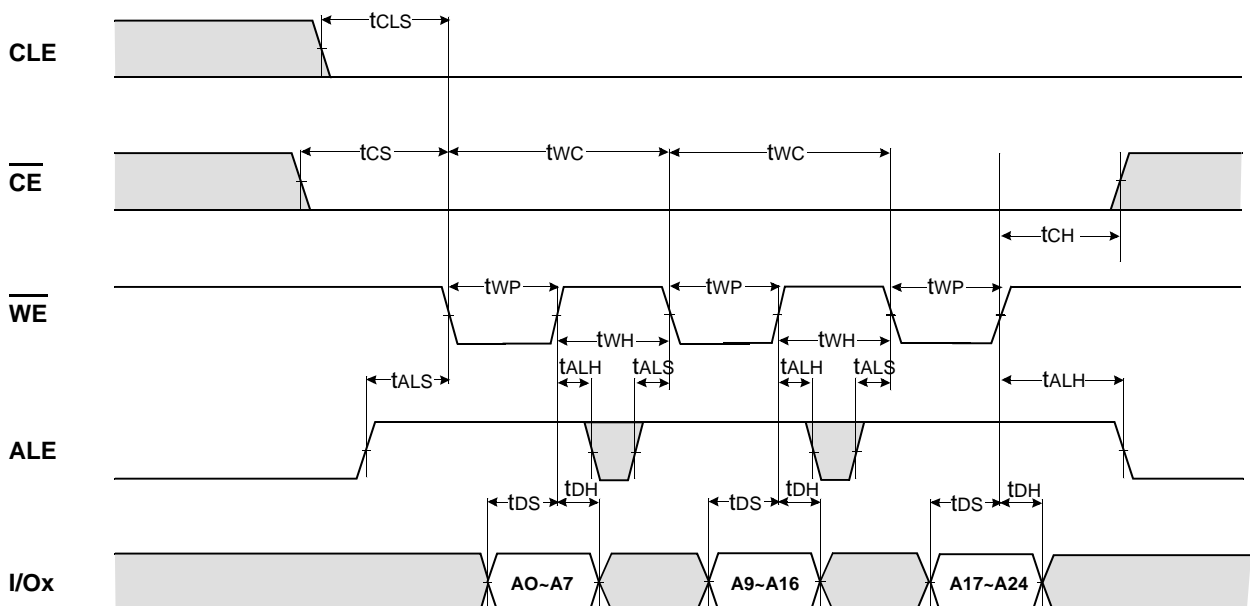 CLE
tCLS
CE
tCS
tWC
tWC
tCH
WE
tWP
tWP
tWP
tWH
tWH
tALS
tALH
tALS
tALH
tALS
tALH
ALE
tDS
tDH
tDS
tDH
tDS
tDH
I/Ox
AO~A7
A9~A16
A17~A24